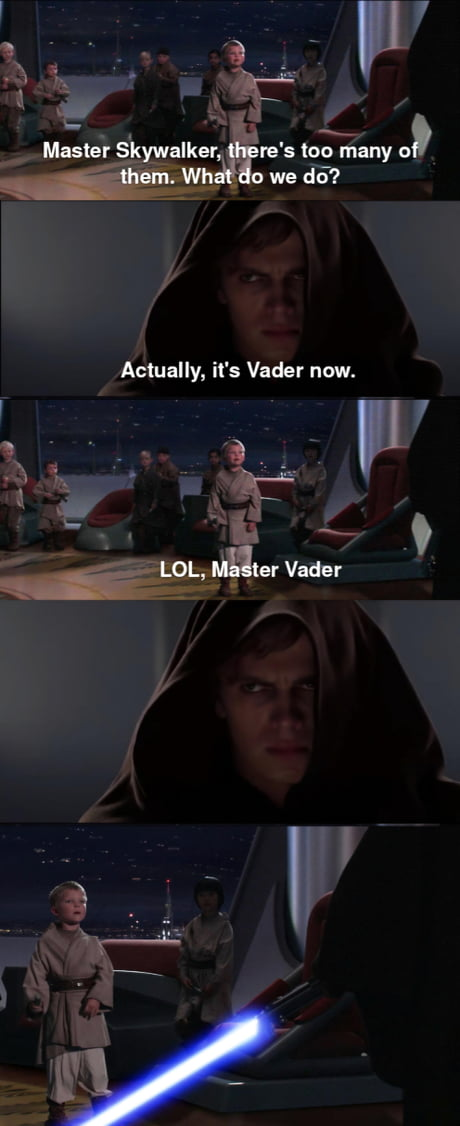 Master Skywalker, there's too many of
them. What do we do?
Actually, it's Vader now.
LOL, Master Vader